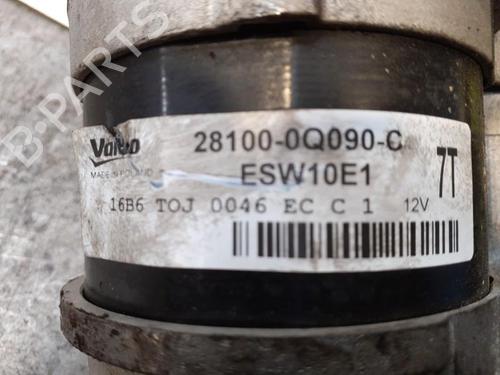 Valeo
MADE IN POLAND
28100-0Q090-C
ESW10E1
7T
16B6 TOJ 0046 EC C 1 12V
B-PARTS